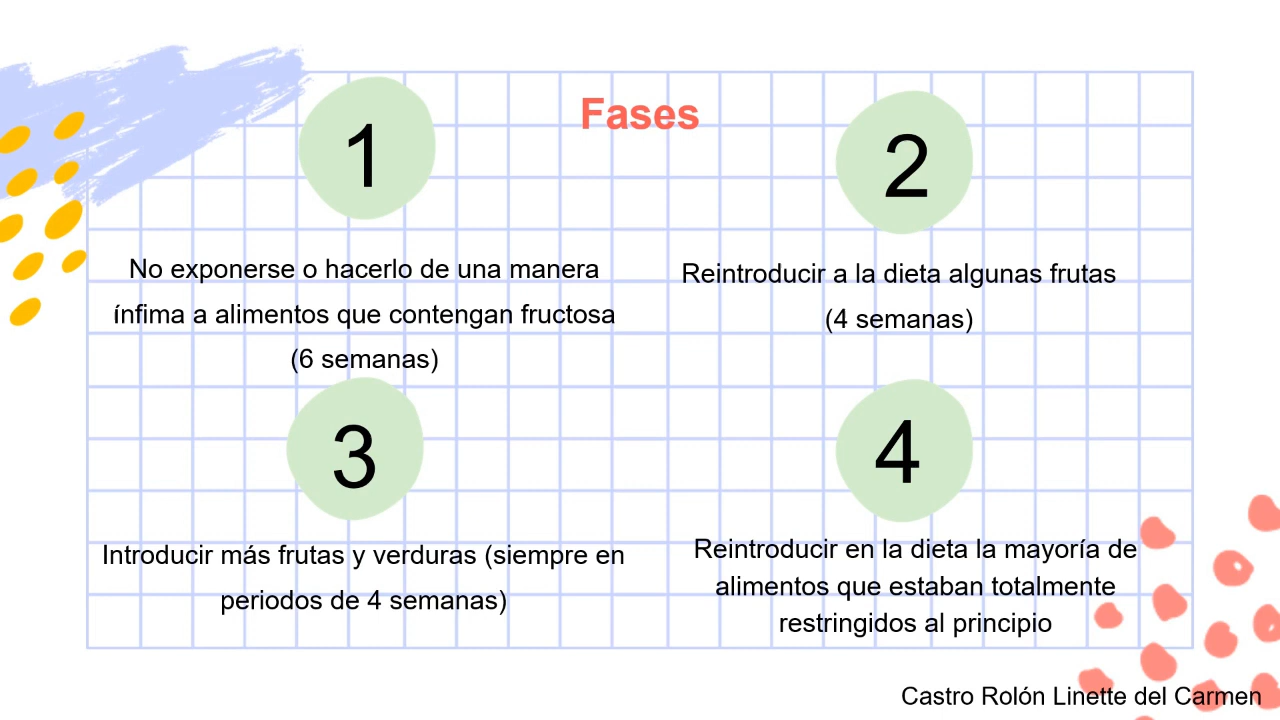 Fases
1
No exponerse o hacerlo de una manera
ínfima a alimentos que contengan fructosa
(6 semanas)
2
Reintroducir a la dieta algunas frutas
(4 semanas)
3
Introducir más frutas y verduras (siempre en
periodos de 4 semanas)
4
Reintroducir en la dieta la mayoría de
alimentos que estaban totalmente
restringidos al principio
Castro Rolón Linette del Carmen